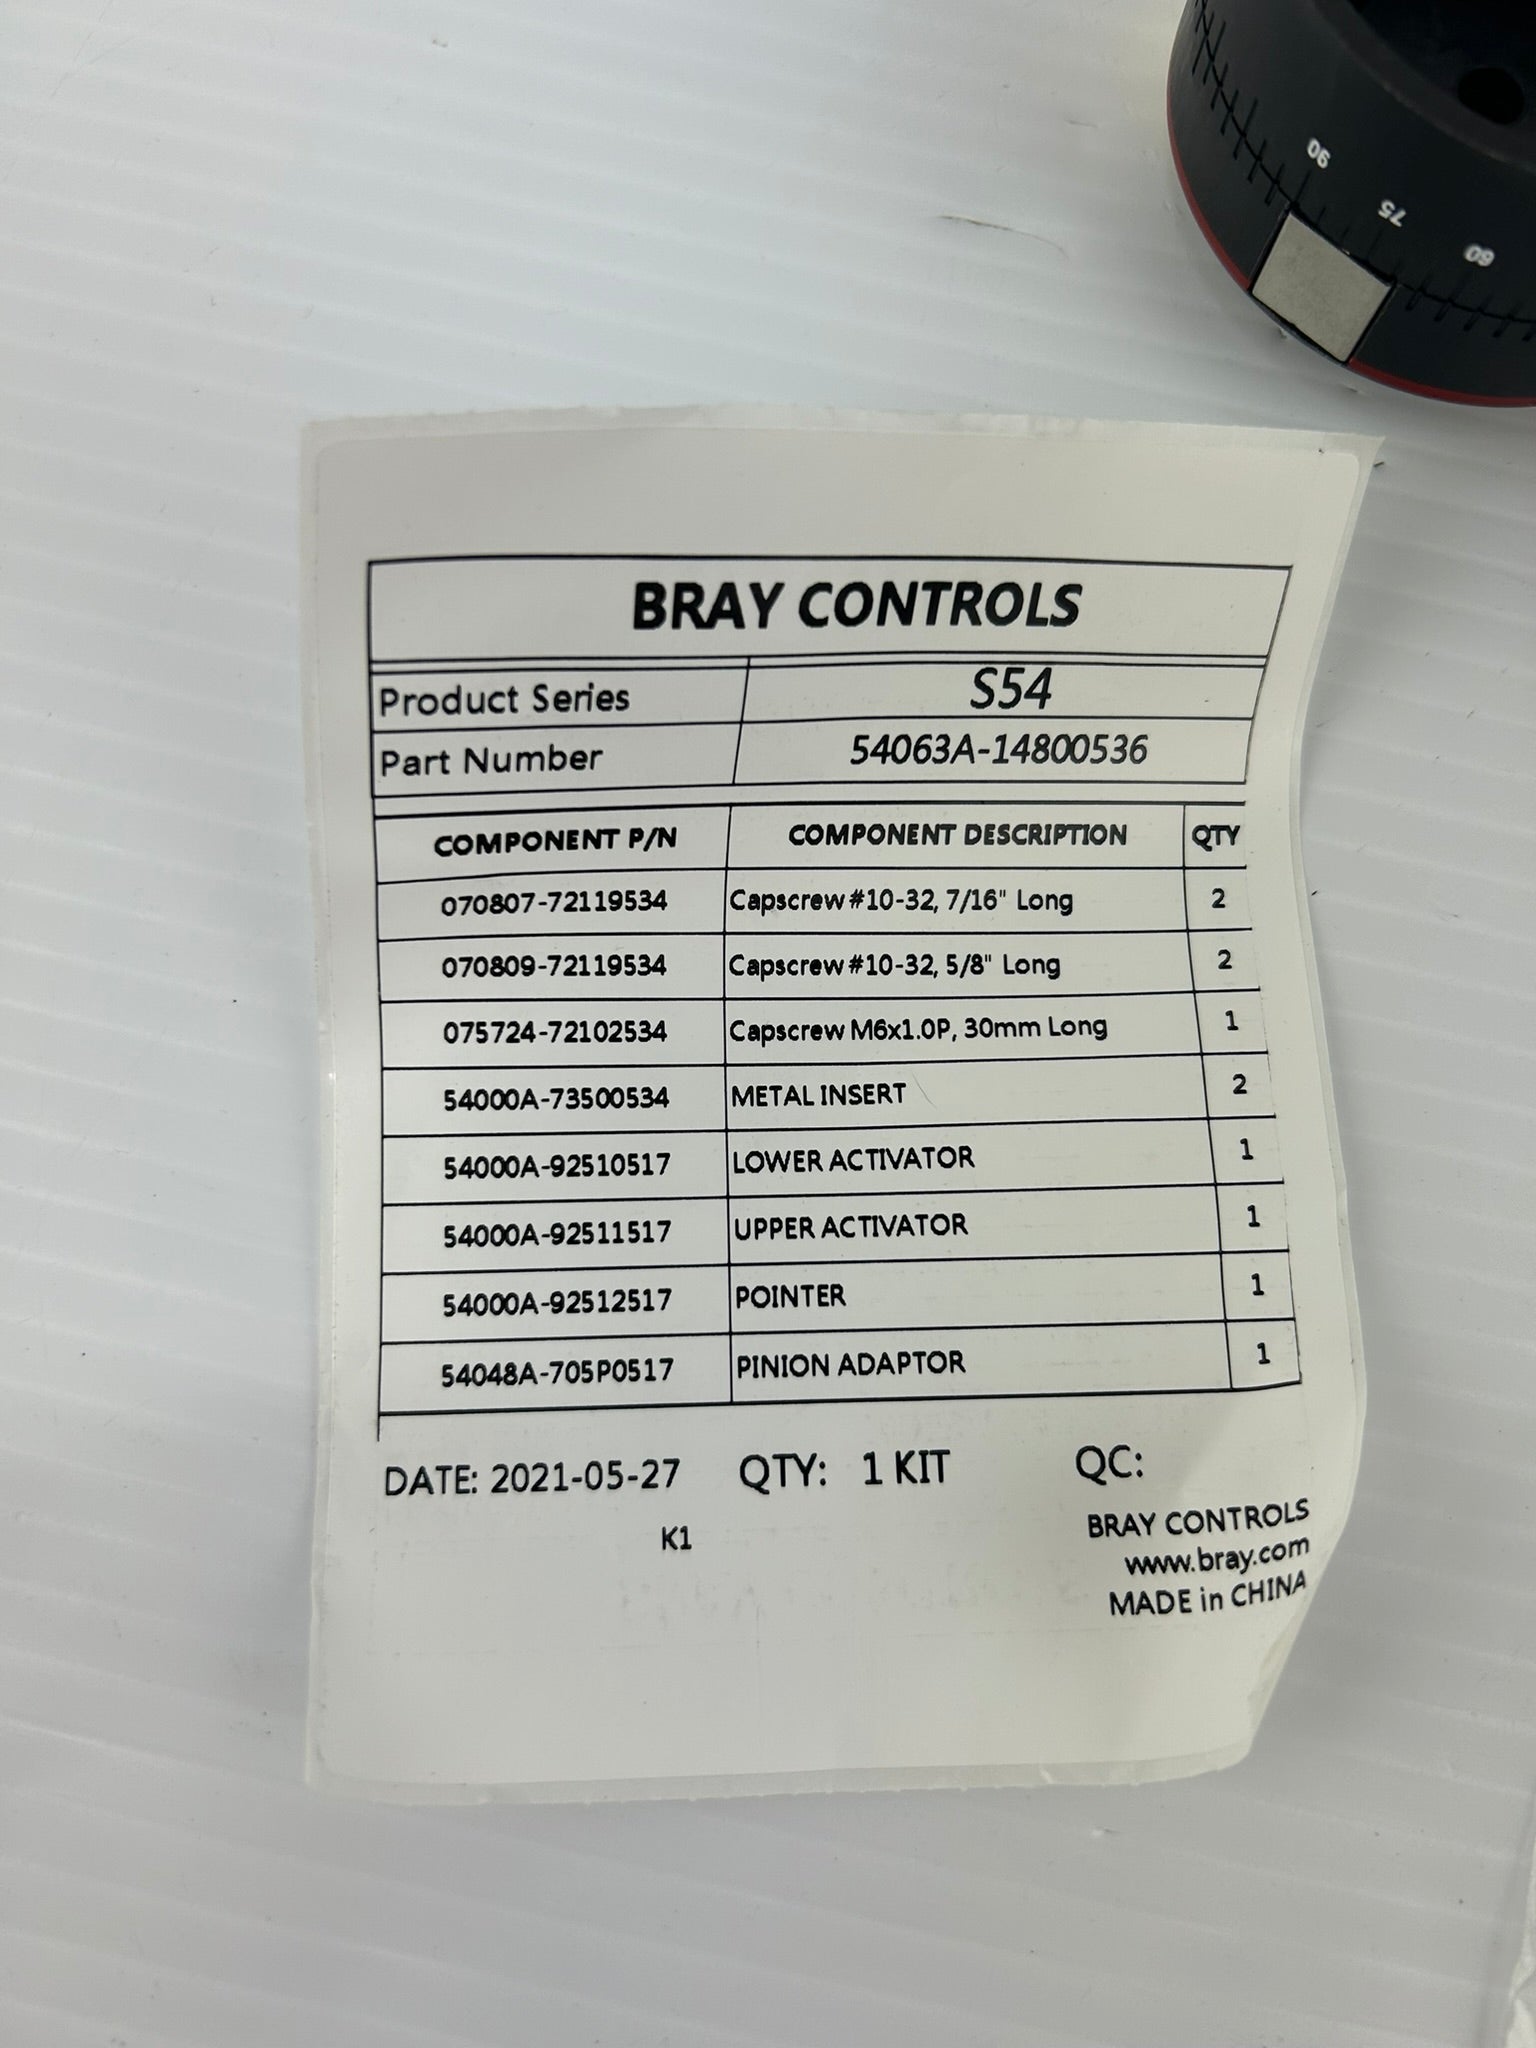 90
75
60
BRAY CONTROLS
Product Series S54
Part Number 54063A-14800536
COMPONENT P/N COMPONENT DESCRIPTION QTY
070807-72119534 Capscrew #10-32, 7/16" Long 2
070809-72119534 Capscrew #10-32, 5/8" Long 2
075724-72102534 Capscrew M6x1.0P, 30mm Long 1
54000A-73500534 METAL INSERT 2
54000A-92510517 LOWER ACTIVATOR 1
54000A-92511517 UPPER ACTIVATOR 1
54000A-92512517 POINTER 1
54048A-705P0517 PINION ADAPTOR 1
DATE: 2021-05-27 QTY: 1 KIT QC:
K1
BRAY CONTROLS
www.bray.com
MADE in CHINA